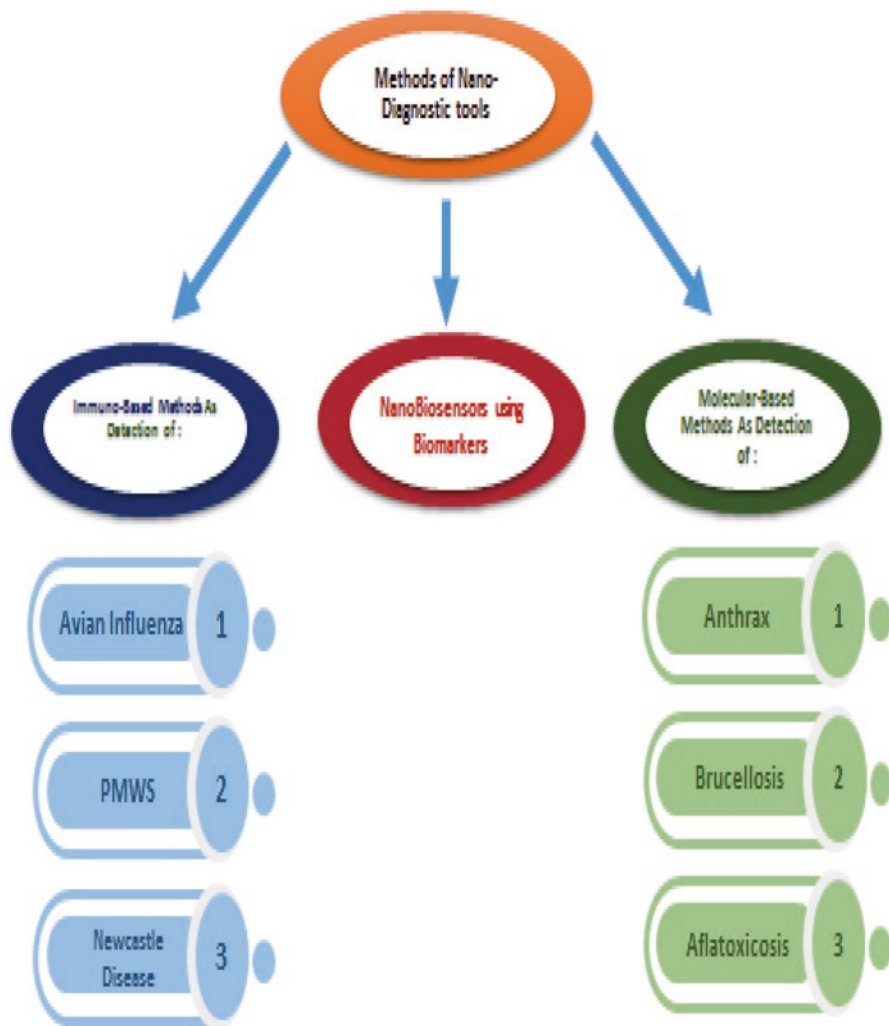 Methods of Nano-
Diagnostic tools
Immuno-Based Methods As
Detection of :
NanoBiosensors using
Biomarkers
Molecular-Based
Methods As Detection
of :
Avian Influenza 1
PMWS 2
Newcastle
Disease 3
Anthrax 1
Brucellosis 2
Aflatoxicosis 3